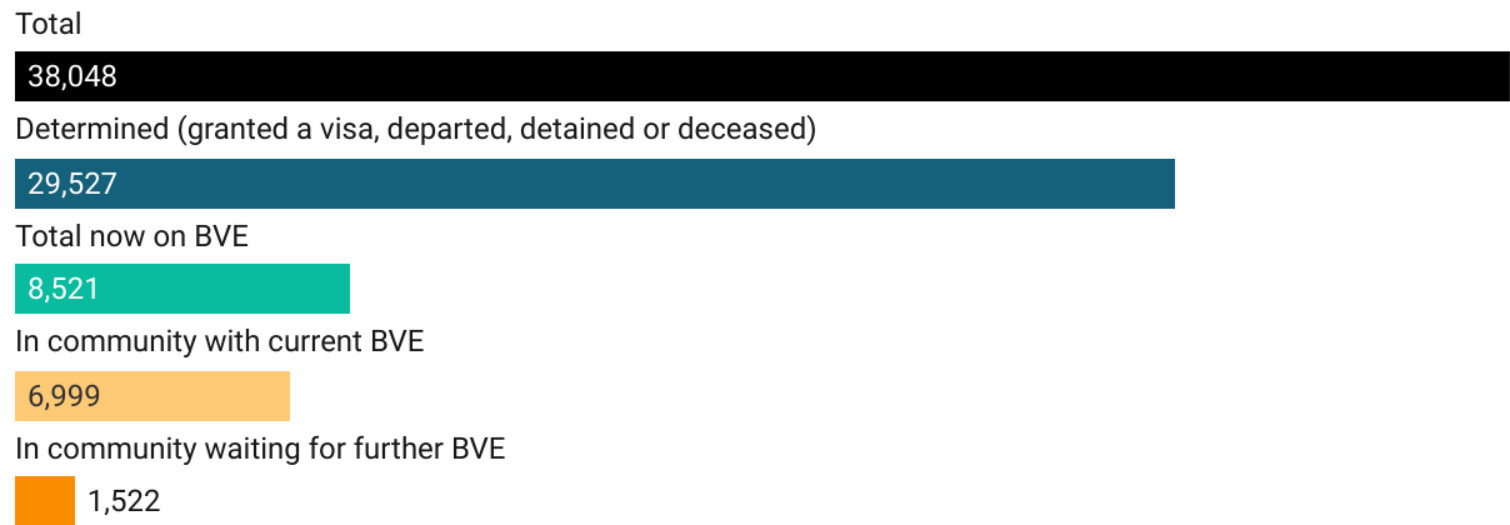 Total
38,048
Determined (granted a visa, departed, detained or deceased)
29,527
Total now on BVE
8,521
In community with current BVE
6,999
In community waiting for further BVE
1,522